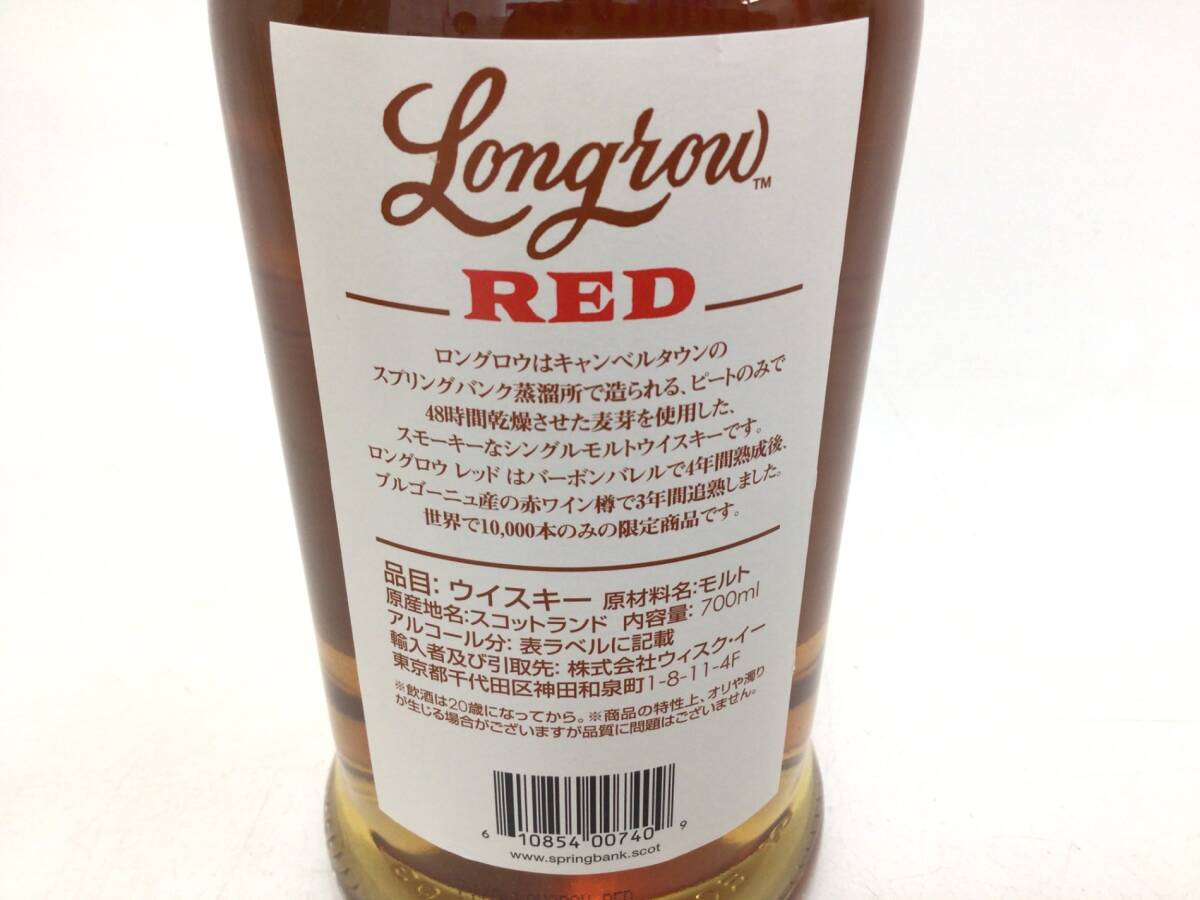 Longrow™
RED
ロングロウはキャンベルタウンの
スプリングバンク蒸溜所で造られる、ピートのみで
48時間乾燥させた麦芽を使用した、
スモーキーなシングルモルトウイスキーです。
ロングロウ レッド はバーボンバレルで4年間熟成後、
ブルゴーニュ産の赤ワイン樽で3年間追熟しました。
世界で10,000本のみの限定商品です。
品目: ウイスキー 原材料名: モルト
原産地名: スコットランド 内容量: 700ml
アルコール分: 表ラベルに記載
輸入者及び引取先: 株式会社ウィスク・イー
東京都千代田区神田和泉町1-8-11-4F
※飲酒は20歳になってから。※商品の特性上、オリや濁り
が生じる場合がございますが品質に問題はございません。
6 10854 00740 9
www.springbank.scot